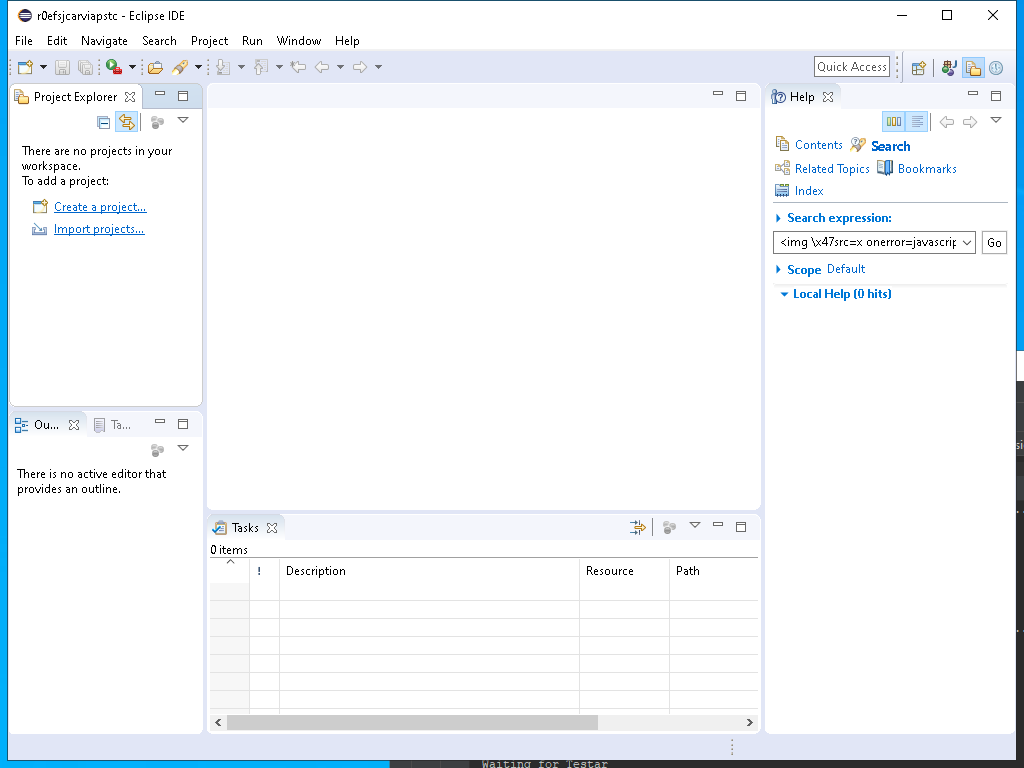 r0efsjcarviapstc - Eclipse IDE
File Edit Navigate Search Project Run Window Help
Quick Access
Project Explorer
There are no projects in your
workspace.
To add a project:
Create a project...
Import projects...
Ou... Ta...
There is no active editor that
provides an outline.
Tasks
0 items
! Description Resource Path
Help
Contents Search
Related Topics Bookmarks
Index
Search expression:
<img \x47src=x onerror=javascrip
Go
Scope Default
Local Help (0 hits)
si
Waiting for Testar